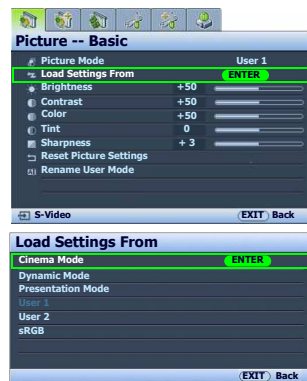 Picture -- Basic
Picture Mode User 1
Load Settings From ENTER
Brightness +50
Contrast +50
Color +50
Tint 0
Sharpness + 3
Reset Picture Settings
Rename User Mode
S-Video EXIT Back
Load Settings From
Cinema Mode ENTER
Dynamic Mode
Presentation Mode
User 1
User 2
sRGB
EXIT Back